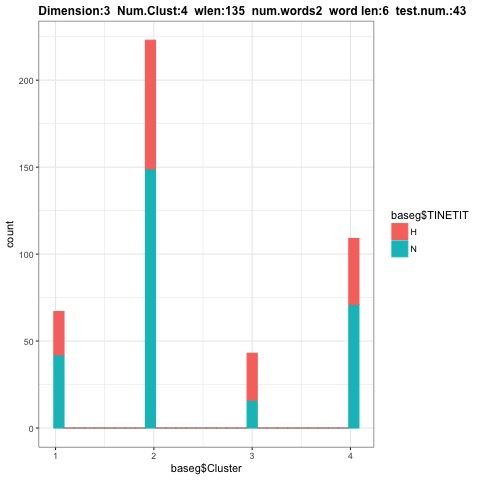 Dimension:3  Num.Clust:4  wlen:135  num.words2  word len:6  test.num.:43
200
150
100
50
0
count
1 2 3 4
baseg$Cluster
baseg$TINETIT
H
N